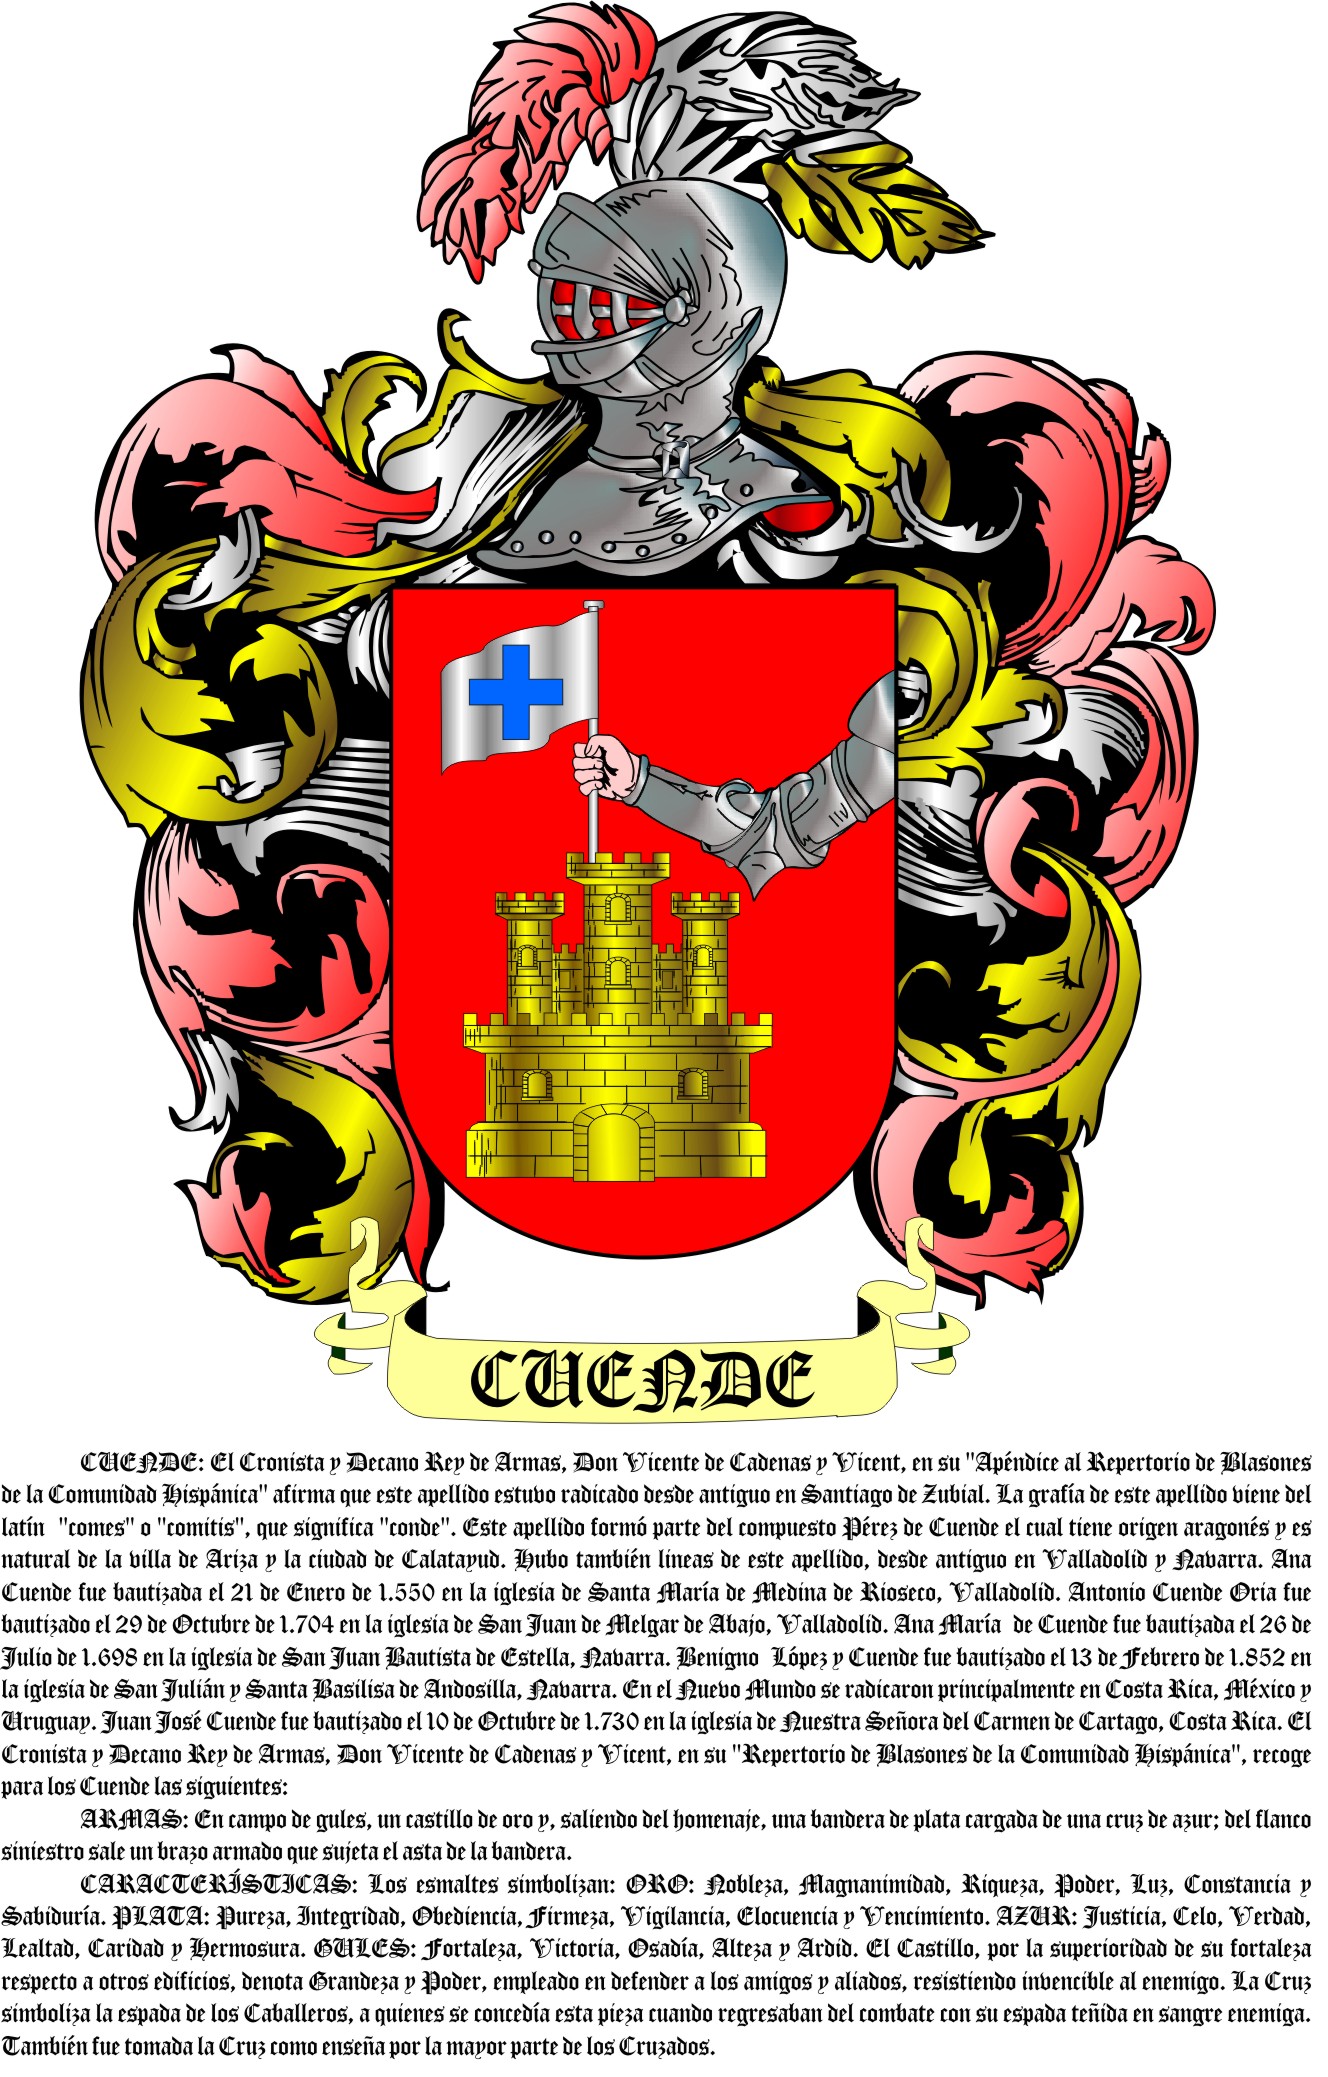 CUENDE
CUENDE: El Cronista y Decano Rey de Armas, Don Vicente de Cadenas y Vicent, en su "Apéndice al Repertorio de Blasones
de la Comunidad Hispánica" afirma que este apellido estuvo radicado desde antiguo en Santiago de Zubial. La grafía de este apellido viene del
latín "comes" o "comitis", que significa "conde". Este apellido formó parte del compuesto Pérez de Cuende el cual tiene origen aragonés y es
natural de la villa de Ariza y la ciudad de Calatayud. Hubo también lineas de este apellido, desde antiguo en Valladolid y Navarra. Ana
Cuende fue bautizada el 21 de Enero de 1.550 en la iglesia de Santa María de Medina de Rioseco, Valladolid. Antonio Cuende Oria fue
bautizado el 29 de Octubre de 1.704 en la iglesia de San Juan de Melgar de Abajo, Valladolid. Ana María de Cuende fue bautizada el 26 de
Julio de 1.698 en la iglesia de San Juan Bautista de Estella, Navarra. Benigno López y Cuende fue bautizado el 13 de Febrero de 1.852 en
la iglesia de San Julián y Santa Basilisa de Andosilla, Navarra. En el Nuevo Mundo se radicaron principalmente en Costa Rica, México y
Uruguay. Juan José Cuende fue bautizado el 10 de Octubre de 1.730 en la iglesia de Nuestra Señora del Carmen de Cartago, Costa Rica. El
Cronista y Decano Rey de Armas, Don Vicente de Cadenas y Vicent, en su "Repertorio de Blasones de la Comunidad Hispánica", recoge
para los Cuende las siguientes:
ARMAS: En campo de gules, un castillo de oro y, saliendo del homenaje, una bandera de plata cargada de una cruz de azur; del flanco
siniestro sale un brazo armado que sujeta el asta de la bandera.
CARACTERÍSTICAS: Los esmaltes simbolizan: ORO: Nobleza, Magnanimidad, Riqueza, Poder, Luz, Constancia y
Sabiduría. PLATA: Pureza, Integridad, Obediencia, Firmeza, Vigilancia, Elocuencia y Vencimiento. AZUR: Justicia, Celo, Verdad,
Lealtad, Caridad y Hermosura. GULES: Fortaleza, Victoria, Osadía, Alteza y Ardid. El Castillo, por la superioridad de su fortaleza
respecto a otros edificios, denota Grandeza y Poder, empleado en defender a los amigos y aliados, resistiendo invencible al enemigo. La Cruz
simboliza la espada de los Caballeros, a quienes se concedía esta pieza cuando regresaban del combate con su espada teñida en sangre enemiga.
También fue tomada la Cruz como enseña por la mayor parte de los Cruzados.